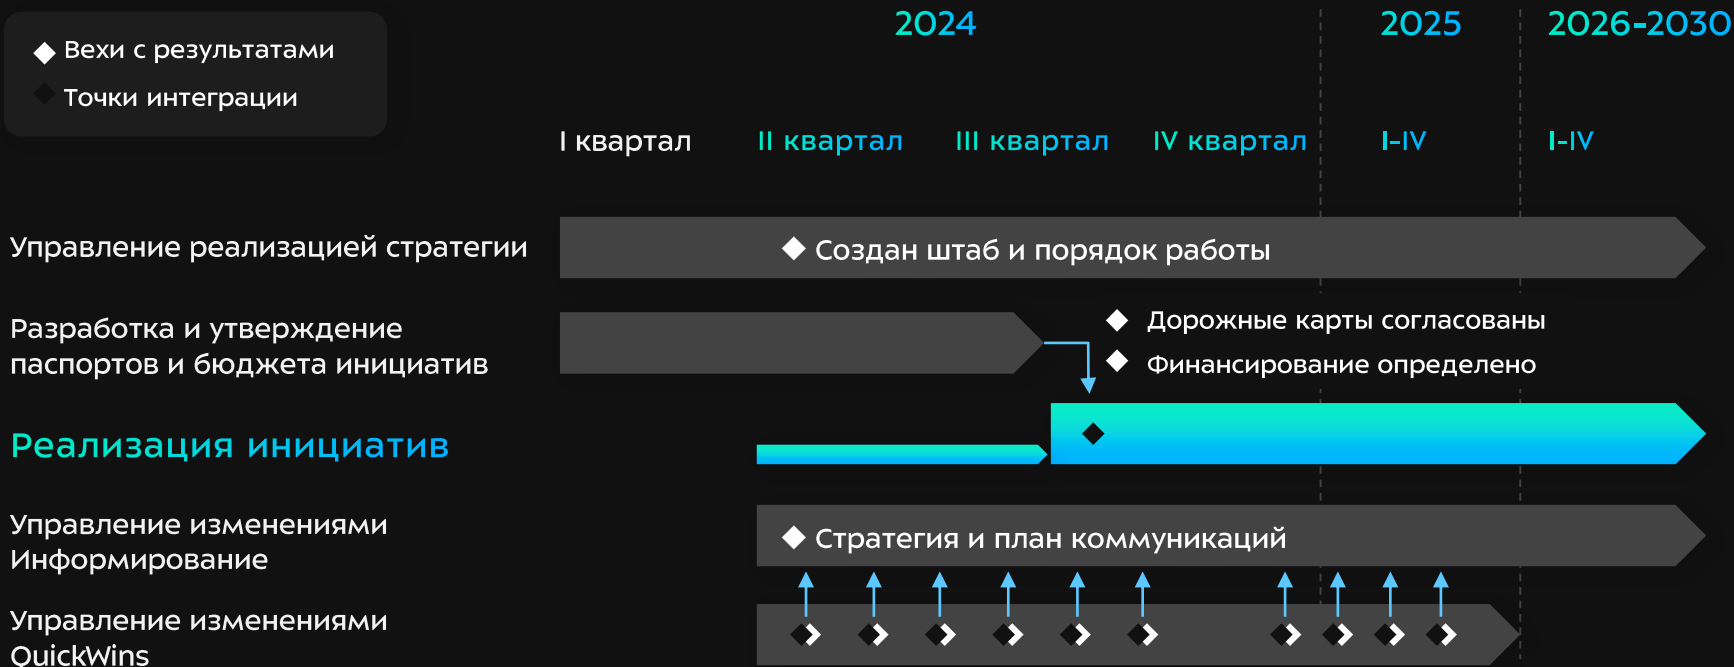 Вехи с результатами
Точки интеграции
2024
2025
2026-2030
I квартал
II квартал
III квартал
IV квартал
I-IV
I-IV
Управление реализацией стратегии
Создан штаб и порядок работы
Разработка и утверждение
паспортов и бюджета инициатив
Дорожные карты согласованы
Финансирование определено
Реализация инициатив
Управление изменениями
Информирование
Стратегия и план коммуникаций
Управление изменениями
QuickWins